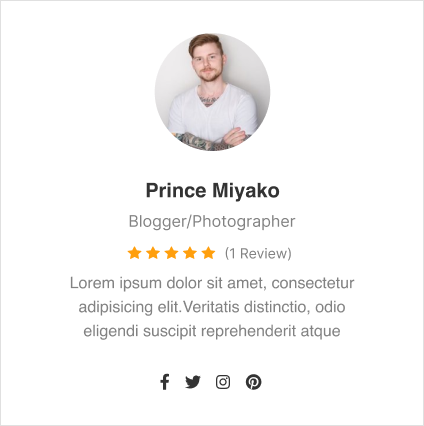 Prince Miyako
Blogger/Photographer
(1 Review)
Lorem ipsum dolor sit amet, consectetur
adipisicing elit.Veritatis distinctio, odio
eligendi suscipit reprehenderit atque